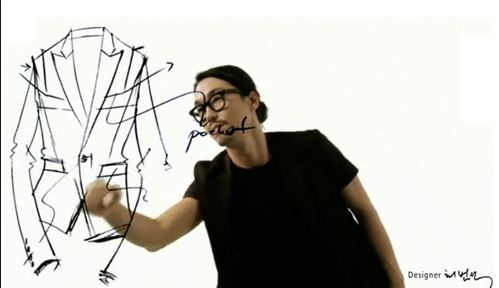 pocket
Designer 최범석